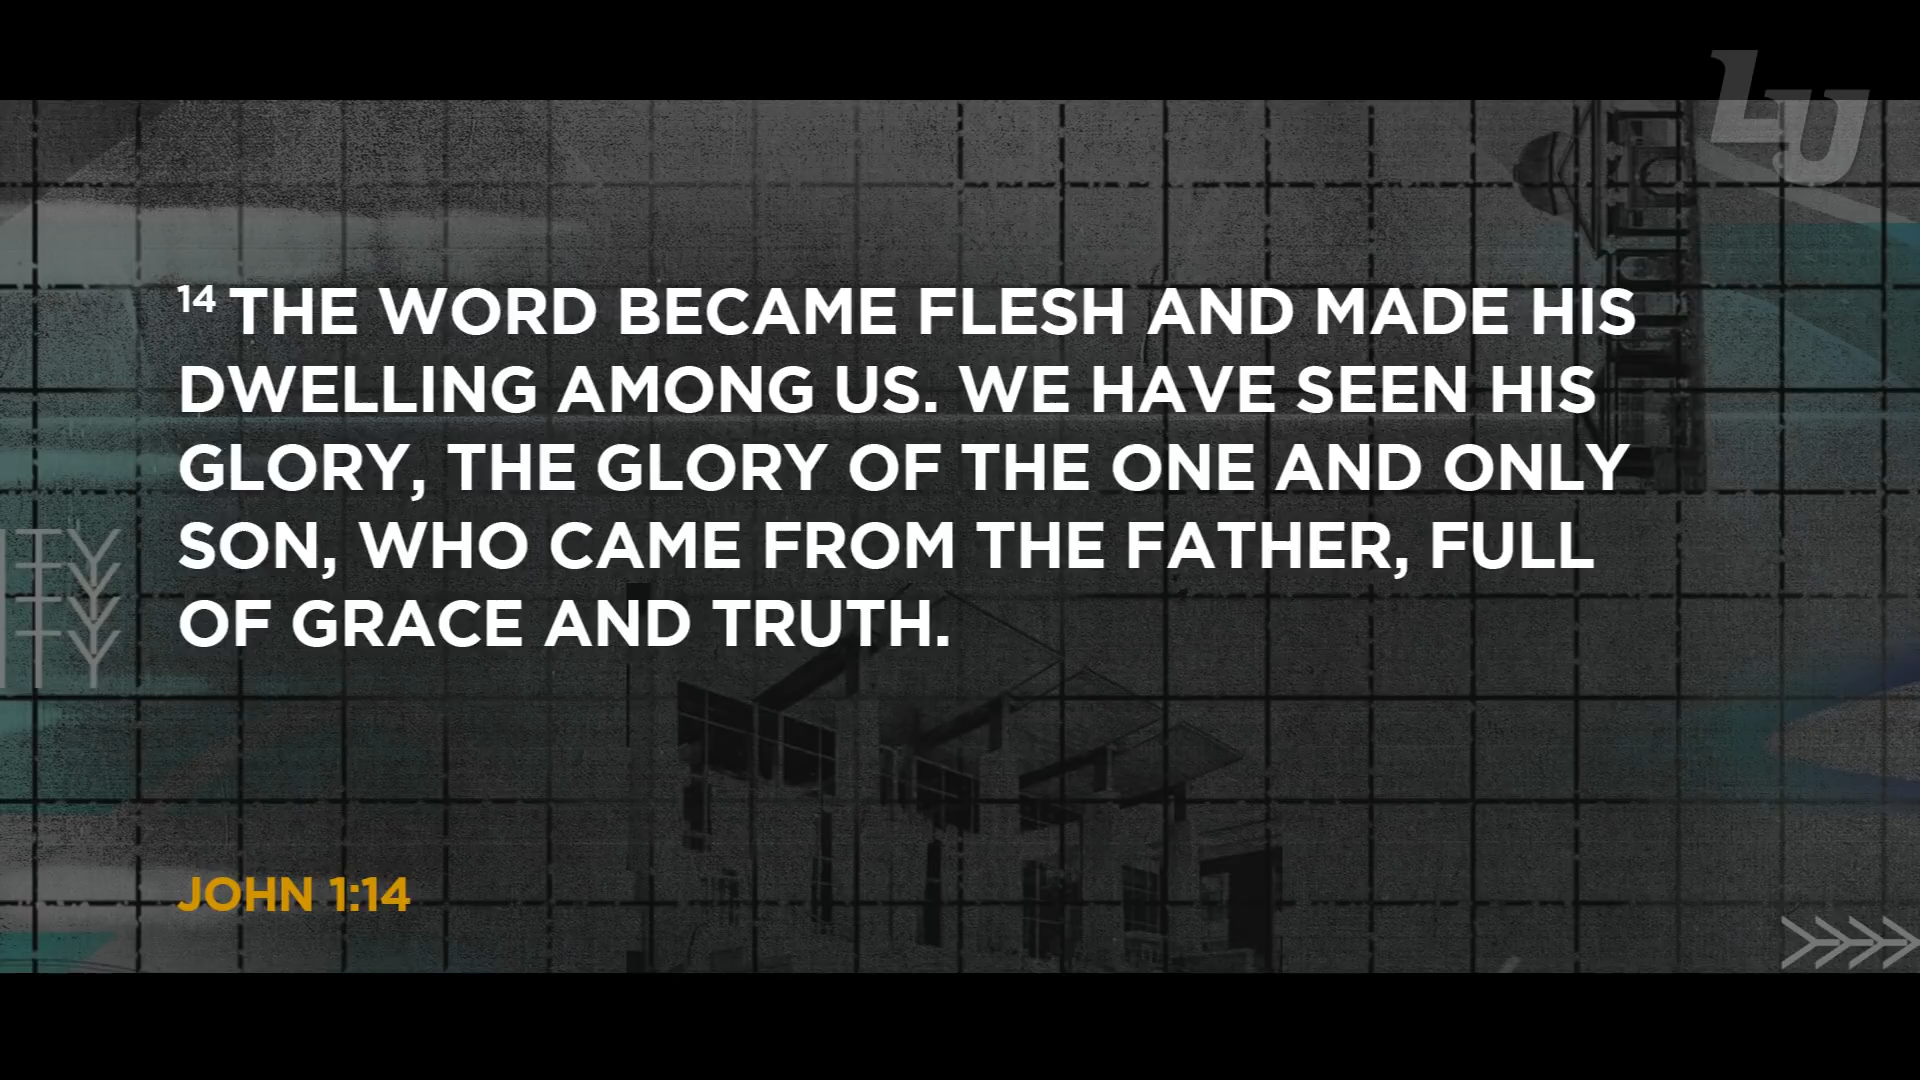 LU
¹⁴ THE WORD BECAME FLESH AND MADE HIS
DWELLING AMONG US. WE HAVE SEEN HIS
GLORY, THE GLORY OF THE ONE AND ONLY
SON, WHO CAME FROM THE FATHER, FULL
OF GRACE AND TRUTH.
JOHN 1:14